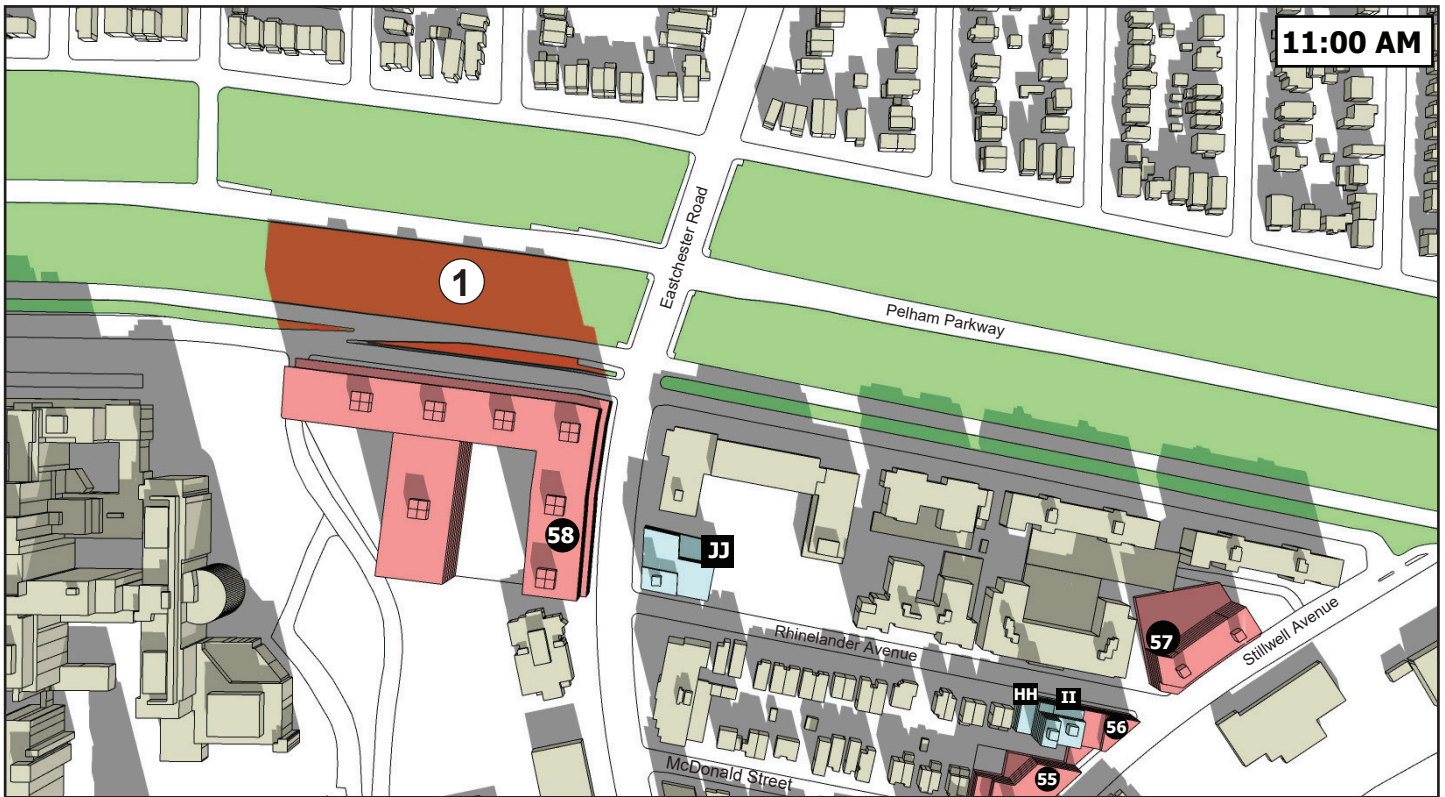 11:00 AM
Eastchester Road
1
Pelham Parkway
58
JJ
Rhinelander Avenue
57
Stillwell Avenue
HH
II
56
McDonald Street
55